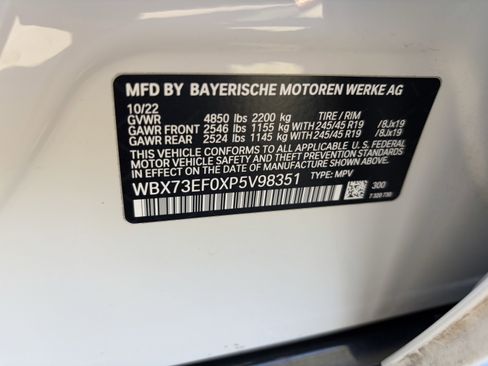 MFD BY BAYERISCHE MOTOREN WERKE AG
10/22
GVWR 4850 lbs 2200 kg TIRE / RIM
GAWR FRONT 2546 lbs 1155 kg WITH 245/45 R19 /8Jx19
GAWR REAR 2524 lbs 1145 kg WITH 245/45 R19 /8Jx19
THIS VEHICLE CONFORMS TO ALL APPLICABLE U. S. FEDERAL
MOTOR VEHICLE SAFETY, BUMPER, AND THEFT PREVENTION
STANDARDS IN EFFECT ON THE DATE OF MANUFACTURE SHOWN ABOVE.
WBX73EF0XP5V98351 TYPE: MPV
300